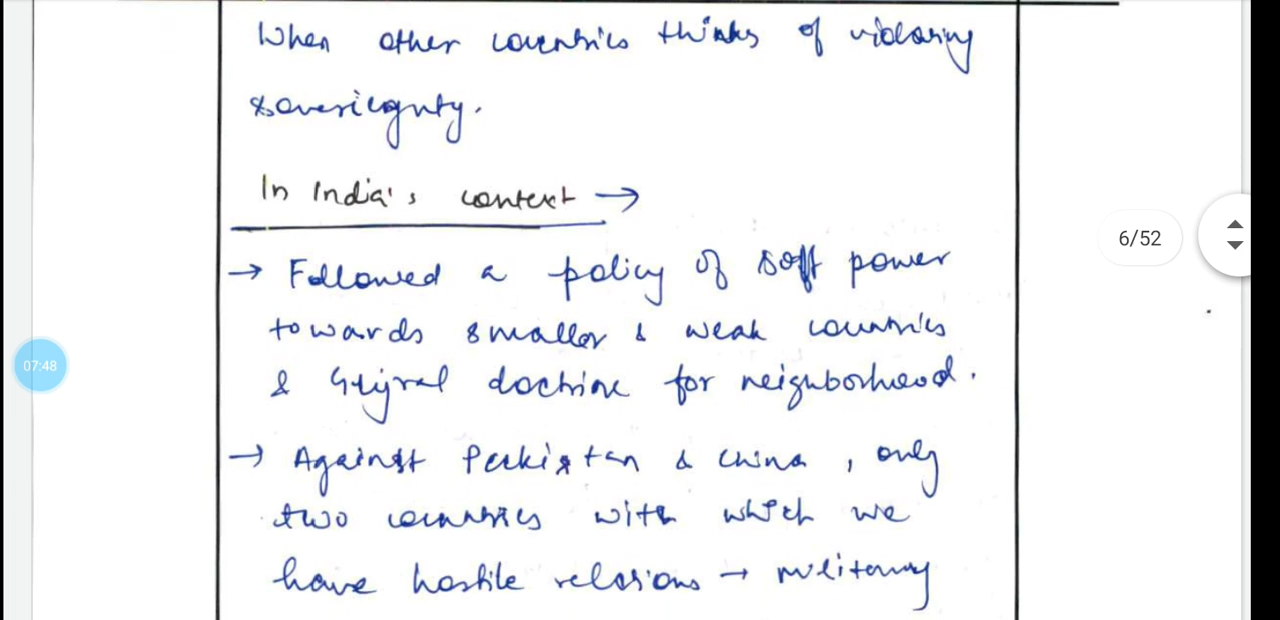 When other countries thinks of violating
sovereignty.
In India's context →
→ Followed a policy of soft power
towards smaller & weak countries
& Gujral doctrine for neighborhood.
6/52
07:48
→ Against Pakistan & China, only
two countries with which we
have hostile relations → military